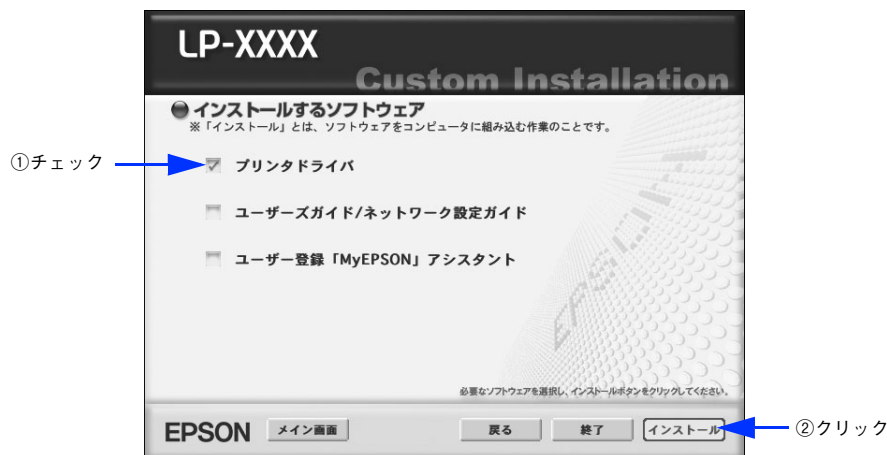 LP-XXXX
Custom Installation
インストールするソフトウェア
※「インストール」とは、ソフトウェアをコンピュータに組み込む作業のことです。
①チェック
プリンタドライバ
ユーザーズガイド/ネットワーク設定ガイド
ユーザー登録「MyEPSON」アシスタント
EPSON
必要なソフトウェアを選択し、インストールボタンをクリックしてください。
EPSON
メイン画面
戻る
終了
インストール
②クリック